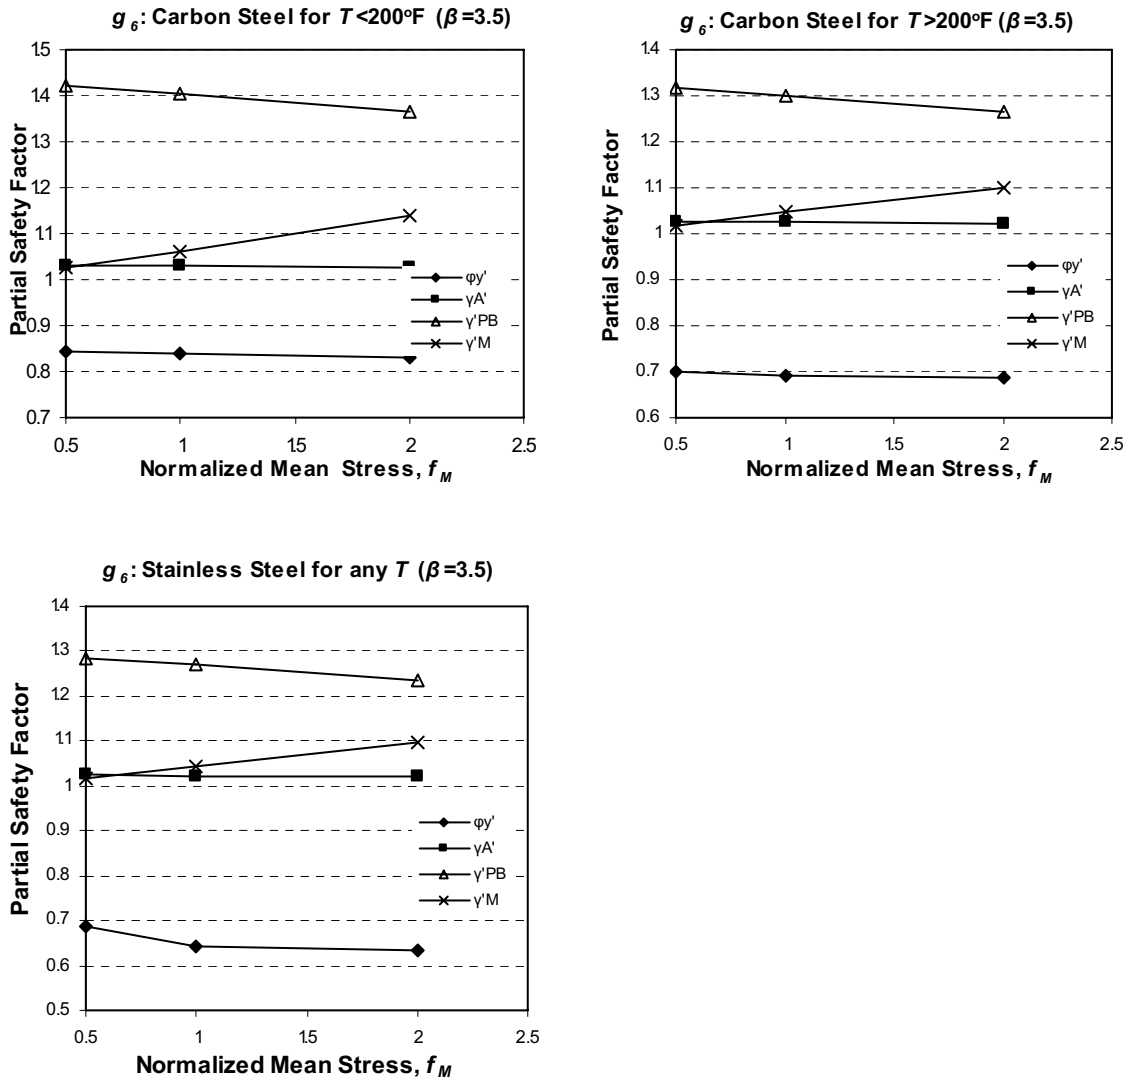 g₆: Carbon Steel for T<200°F (β=3.5)
1.5
1.4
1.3
1.2
1.1
1
0.9
0.8
0.7
Partial Safety Factor
φy'
γA'
γ'PB
γ'M
0.5 1 1.5 2 2.5
Normalized Mean Stress, f_M
g₆: Carbon Steel for T>200°F (β=3.5)
1.4
1.3
1.2
1.1
1
0.9
0.8
0.7
0.6
Partial Safety Factor
φy'
γA'
γ'PB
γ'M
0.5 1 1.5 2 2.5
Normalized Mean Stress, f_M
g₆: Stainless Steel for any T (β=3.5)
1.4
1.3
1.2
1.1
1
0.9
0.8
0.7
0.6
0.5
Partial Safety Factor
φy'
γA'
γ'PB
γ'M
0.5 1 1.5 2 2.5
Normalized Mean Stress, f_M